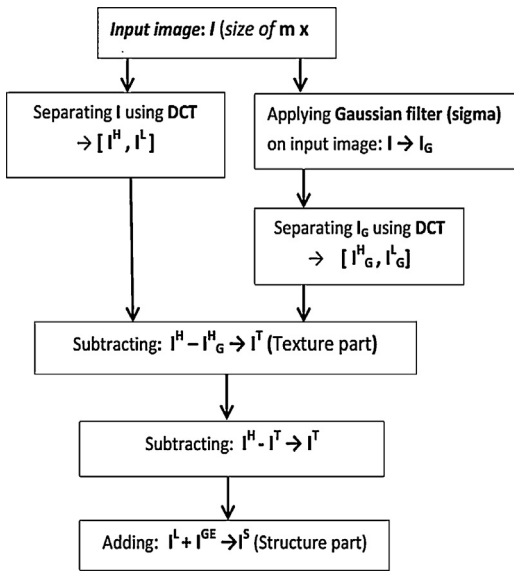 Input image: I (size of m x
Separating I using DCT
→ [ I^H , I^L ]
Applying Gaussian filter (sigma)
on input image: I → I_G
Separating I_G using DCT
→ [ I^H_G , I^L_G]
Subtracting: I^H – I^H_G → I^T (Texture part)
Subtracting: I^H - I^T → I^T
Adding: I^L + I^GE → I^S (Structure part)